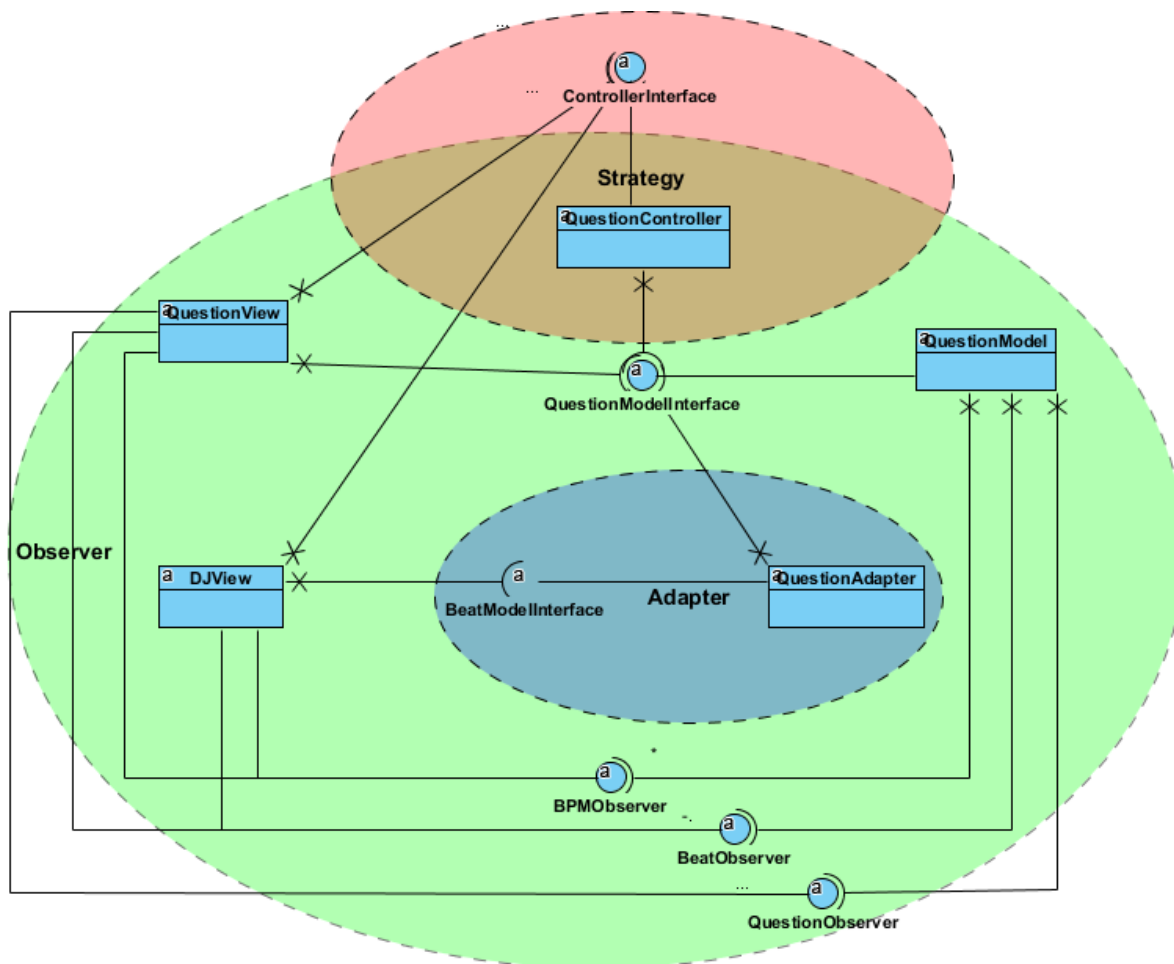 ...
a
...
ControllerInterface
Strategy
a
QuestionController
a
QuestionView
a
QuestionModel
a
QuestionModelInterface
Observer
a
DJView
a
BeatModelInterface
Adapter
a
QuestionAdapter
*
a
BPMObserver
-.
a
BeatObserver
...
a
QuestionObserver